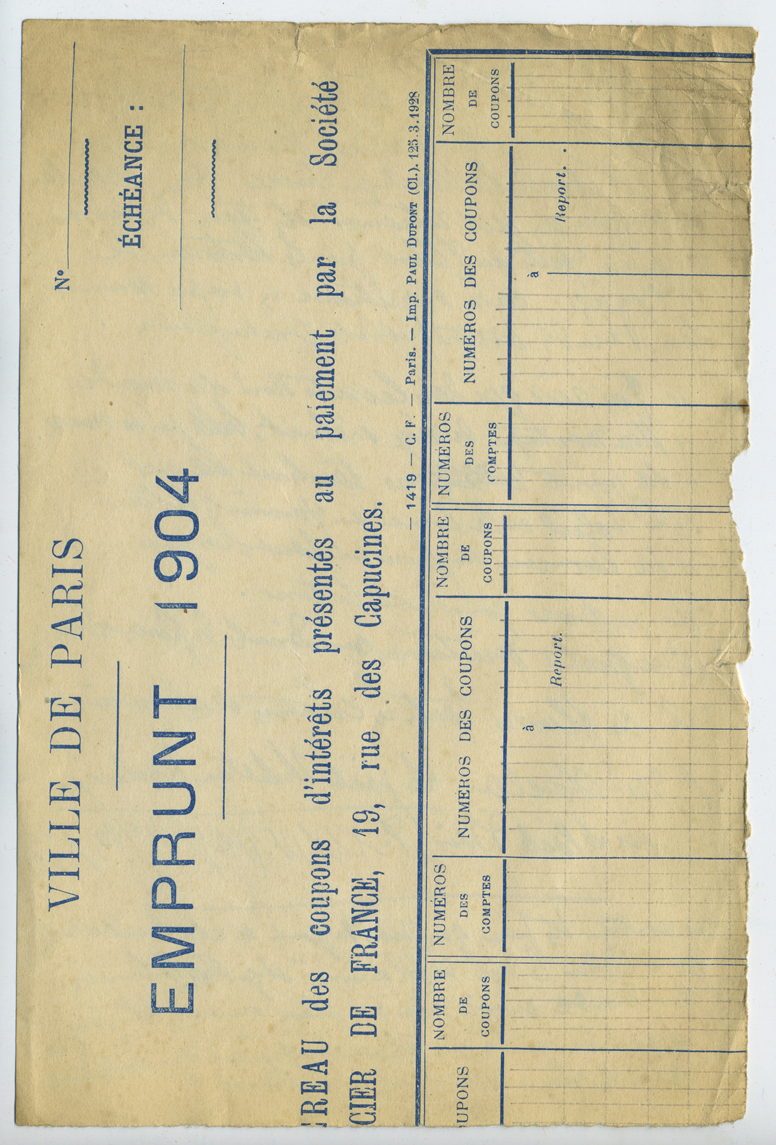 VILLE DE PARIS
EMPRUNT 1904
Nº
ÉCHÉANCE :
REAU des coupons d'intérêts présentés au paiement par la Société
CIER DE FRANCE, 19, rue des Capucines.
— 1419 — C. F. — Paris. — Imp. PAUL DUPONT (Cl.). 125.3.1928
UPONS
NOMBRE DE COUPONS
NUMÉROS DES COMPTES
NUMÉROS DES COUPONS
NOMBRE DE COUPONS
NUMÉROS DES COMPTES
NUMÉROS DES COUPONS
NOMBRE DE COUPONS
à
à
Report.
Report. . .